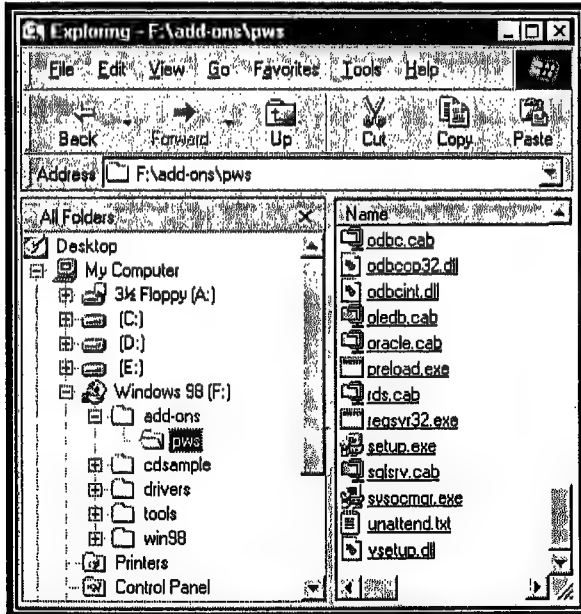 Exploring - F:\add-ons\pws
File Edit View Go Favorites Tools Help
Back Forward Up Cut Copy Paste
Address F:\add-ons\pws
All Folders
Desktop
My Computer
3½ Floppy (A:)
(C:)
(D:)
(E:)
Windows 98 (F:)
add-ons
pws
cdsample
drivers
tools
win98
Printers
Control Panel
Name
odbc.cab
odbccp32.dll
odbcint.dll
oledb.cab
oracle.cab
preload.exe
rds.cab
regsvr32.exe
setup.exe
sqlsrv.cab
sysocmgr.exe
unattend.txt
vsetup.dll